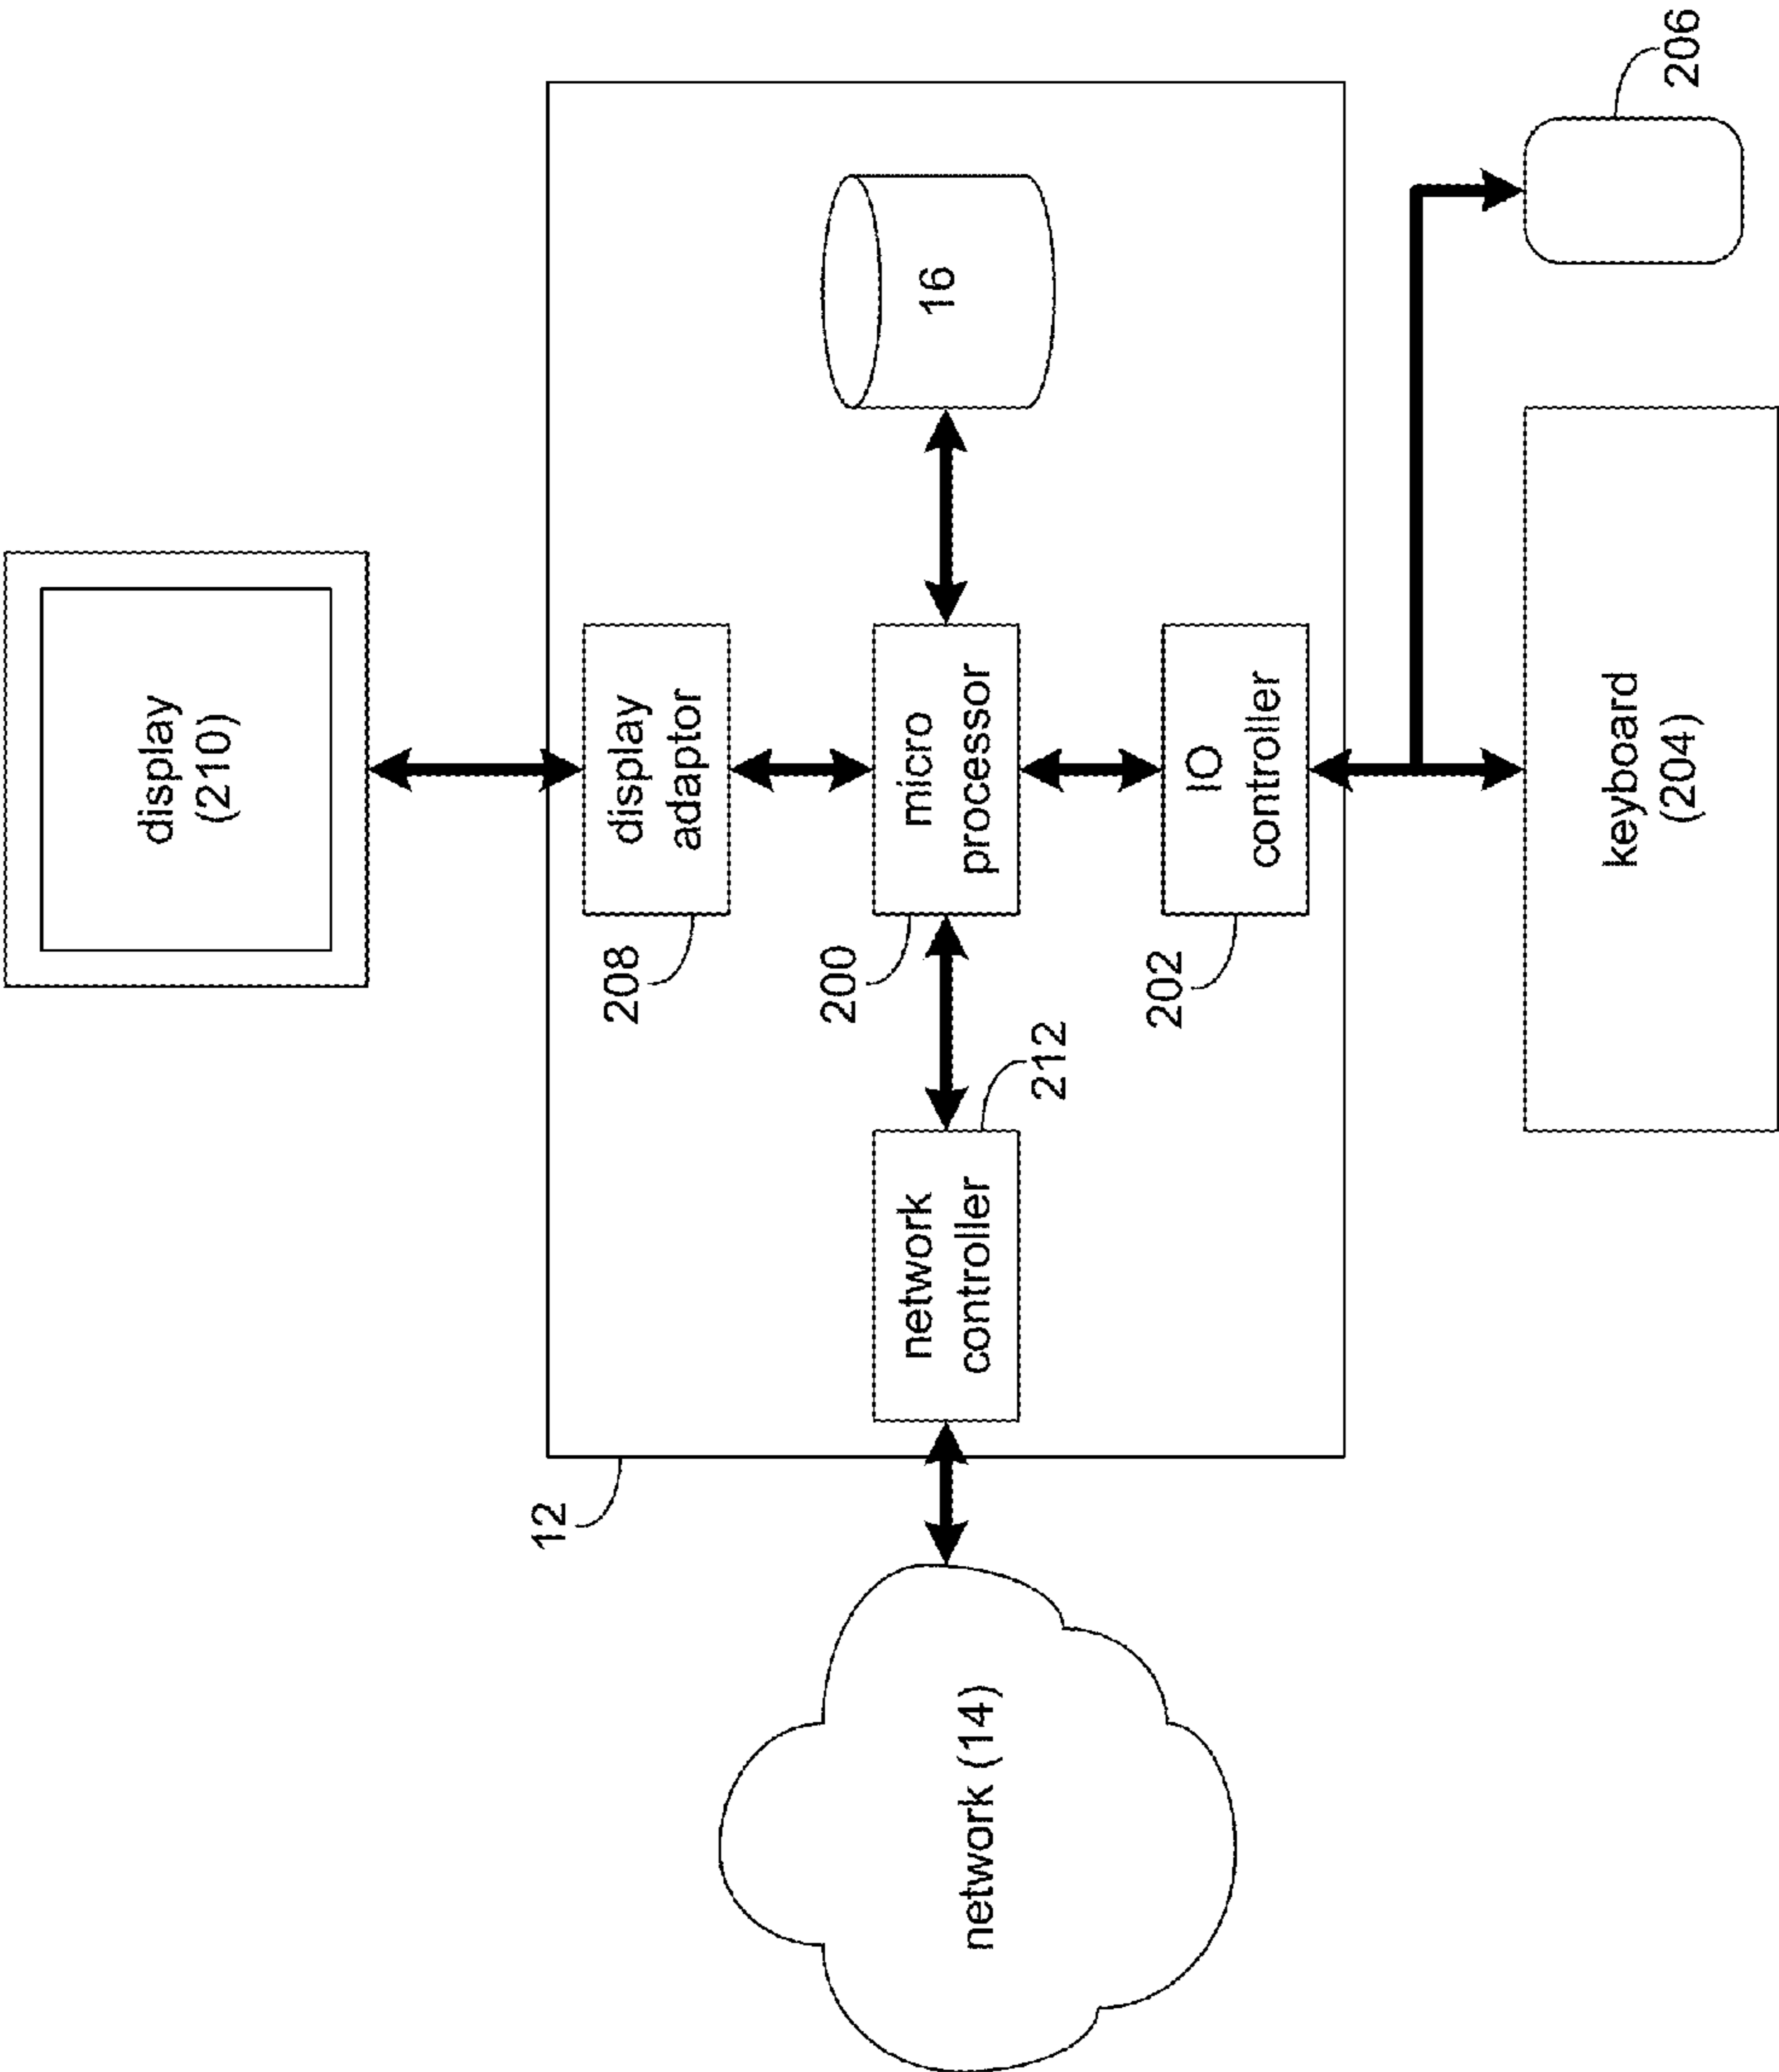 display
(210)
display
adaptor
208
micro
processor
200
16
IO
controller
202
network
controller
212
12
network (14)
keyboard
(204)
206